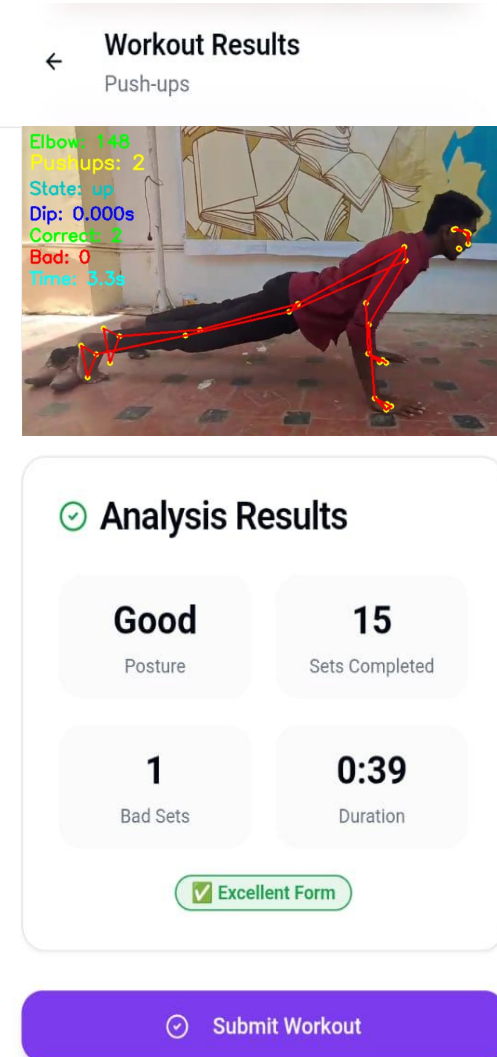 Workout Results
Push-ups
Elbow: 148
Pushups: 2
State: up
Dip: 0.000s
Correct: 2
Bad: 0
Time: 3.3s
Analysis Results
Good
Posture
15
Sets Completed
1
Bad Sets
0:39
Duration
✅ Excellent Form
Submit Workout